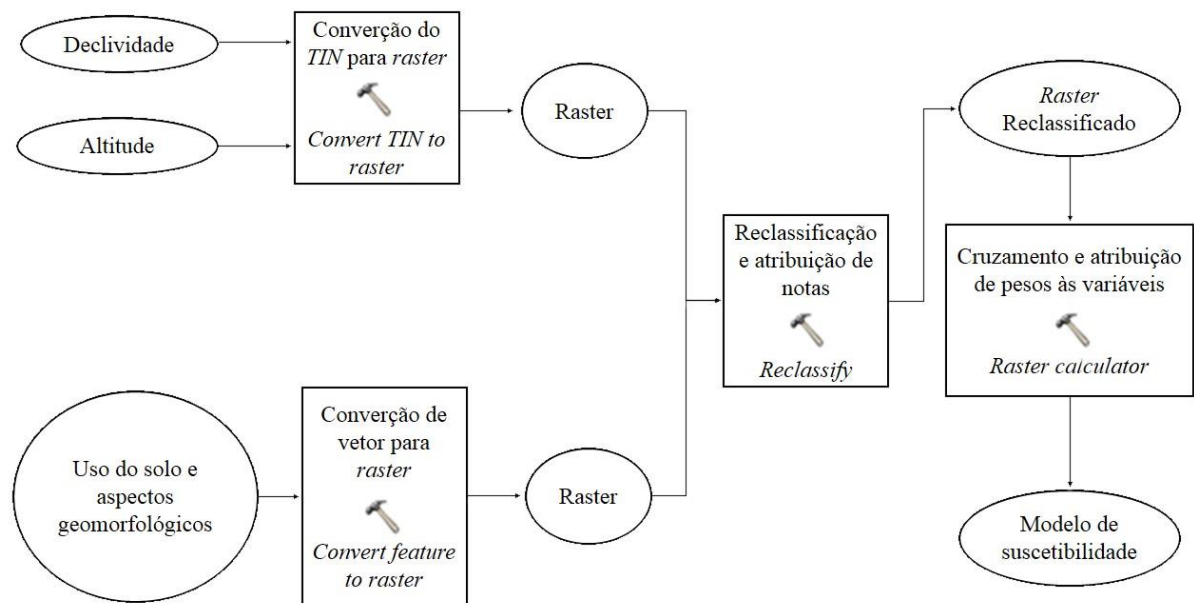 Declividade
Altitude
Converção do
TIN para raster
Convert TIN to
raster
Raster
Uso do solo e
aspectos
geomorfológicos
Converção de
vetor para
raster
Convert feature
to raster
Raster
Reclassificação
e atribuição de
notas
Reclassify
Raster
Reclassificado
Cruzamento e atribuição
de pesos às variáveis
Raster calculator
Modelo de
suscetibilidade